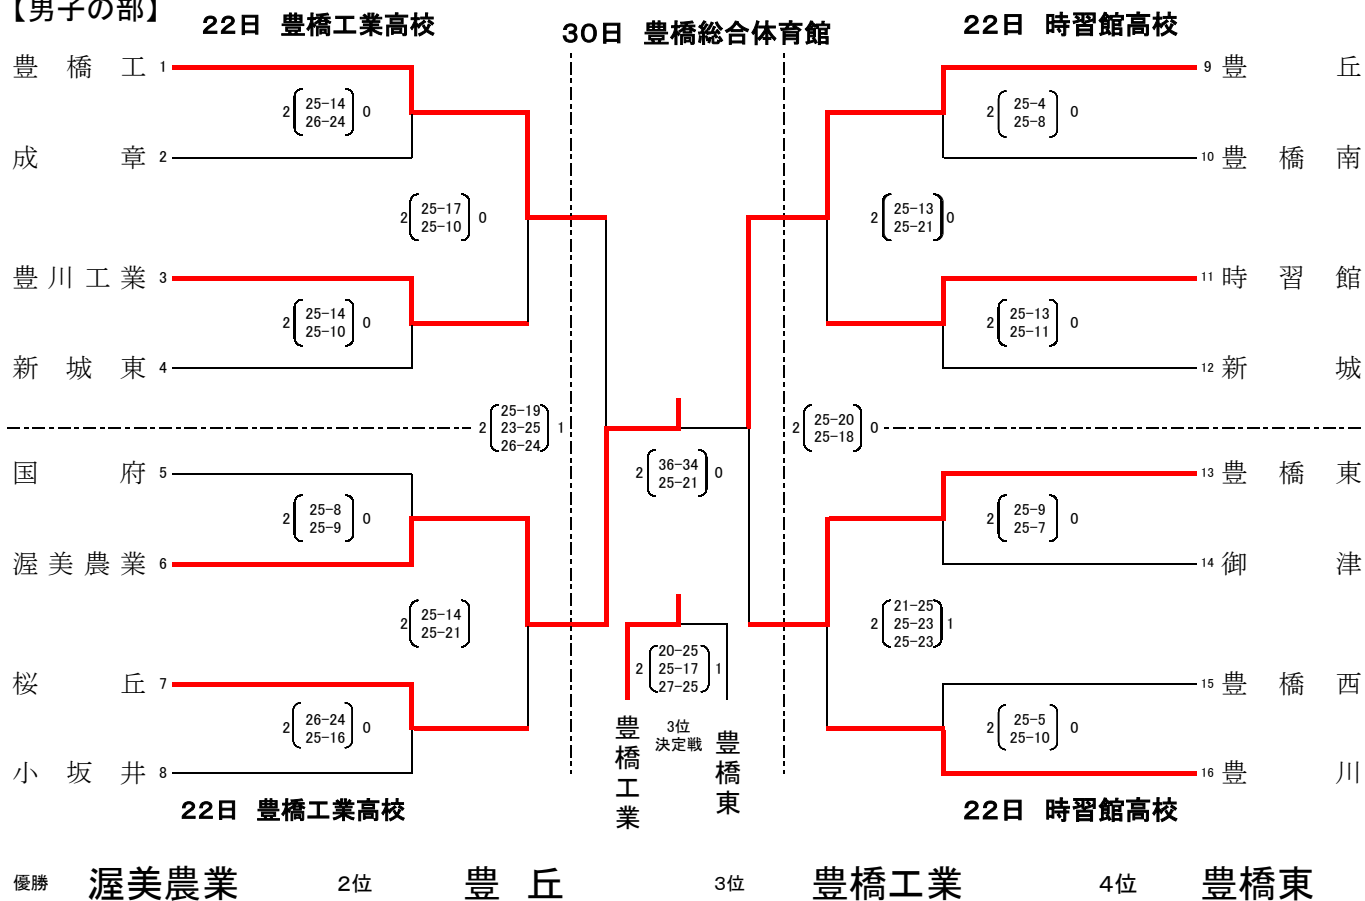 【男子の部】
22日 豊橋工業高校
30日 豊橋総合体育館
22日 時習館高校
豊橋工 1
2 25-14 0
26-24
成章 2
2 25-17 0
25-10
豊川工業 3
2 25-14 0
25-10
新城東 4
2 25-19 1
23-25
26-24
国府 5
2 25-8 0
25-9
渥美農業 6
2 25-14
25-21
桜丘 7
2 26-24 0
25-16
小坂井 8
22日 豊橋工業高校
2 36-34 0
25-21
2 20-25 1
25-17
27-25
豊橋工業
3位
決定戦
豊橋東
9 豊丘
2 25-4 0
25-8
10 豊橋南
2 25-13 0
25-21
11 時習館
2 25-13 0
25-11
12 新城
2 25-20 0
25-18
13 豊橋東
2 25-9 0
25-7
14 御津
2 21-25 1
25-23
25-23
15 豊橋西
2 25-5 0
25-10
16 豊川
22日 時習館高校
優勝 渥美農業 2位 豊丘 3位 豊橋工業 4位 豊橋東